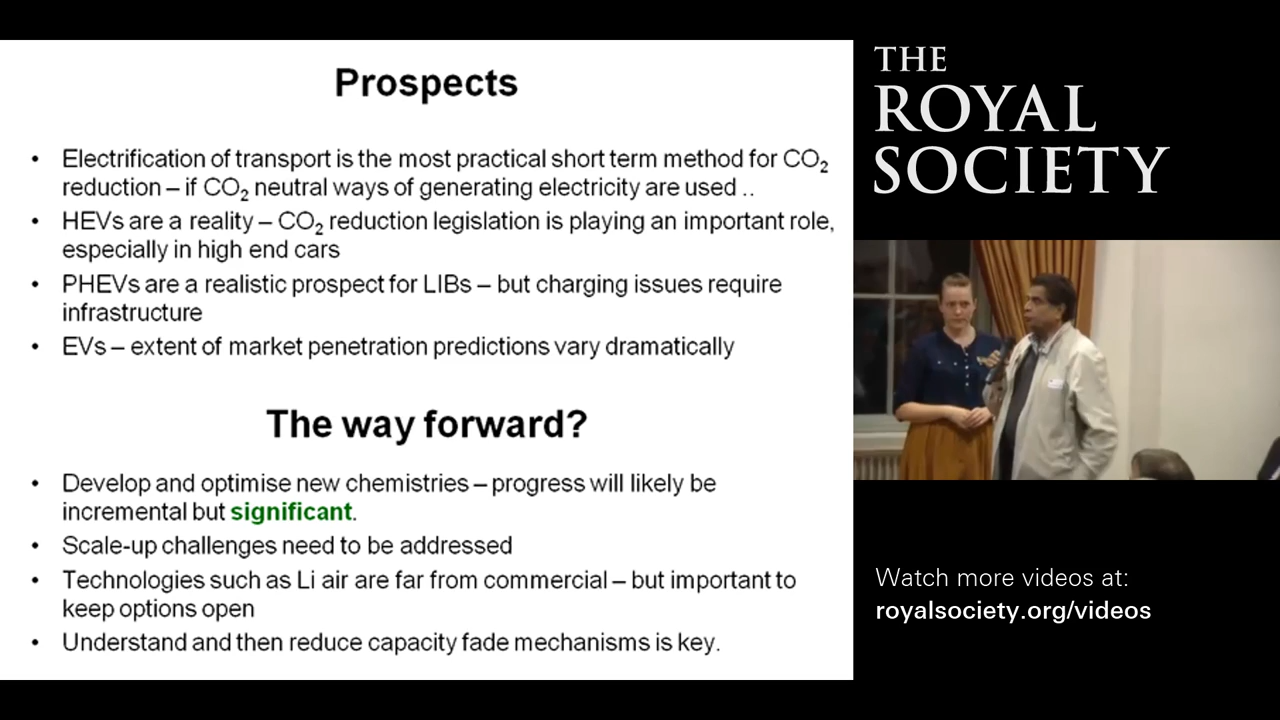 Prospects
• Electrification of transport is the most practical short term method for CO₂
reduction – if CO₂ neutral ways of generating electricity are used ..
• HEVs are a reality – CO₂ reduction legislation is playing an important role,
especially in high end cars
• PHEVs are a realistic prospect for LIBs – but charging issues require
infrastructure
• EVs – extent of market penetration predictions vary dramatically
The way forward?
• Develop and optimise new chemistries – progress will likely be
incremental but significant.
• Scale-up challenges need to be addressed
• Technologies such as Li air are far from commercial – but important to
keep options open
• Understand and then reduce capacity fade mechanisms is key.
THE
ROYAL
SOCIETY
Watch more videos at:
royalsociety.org/videos